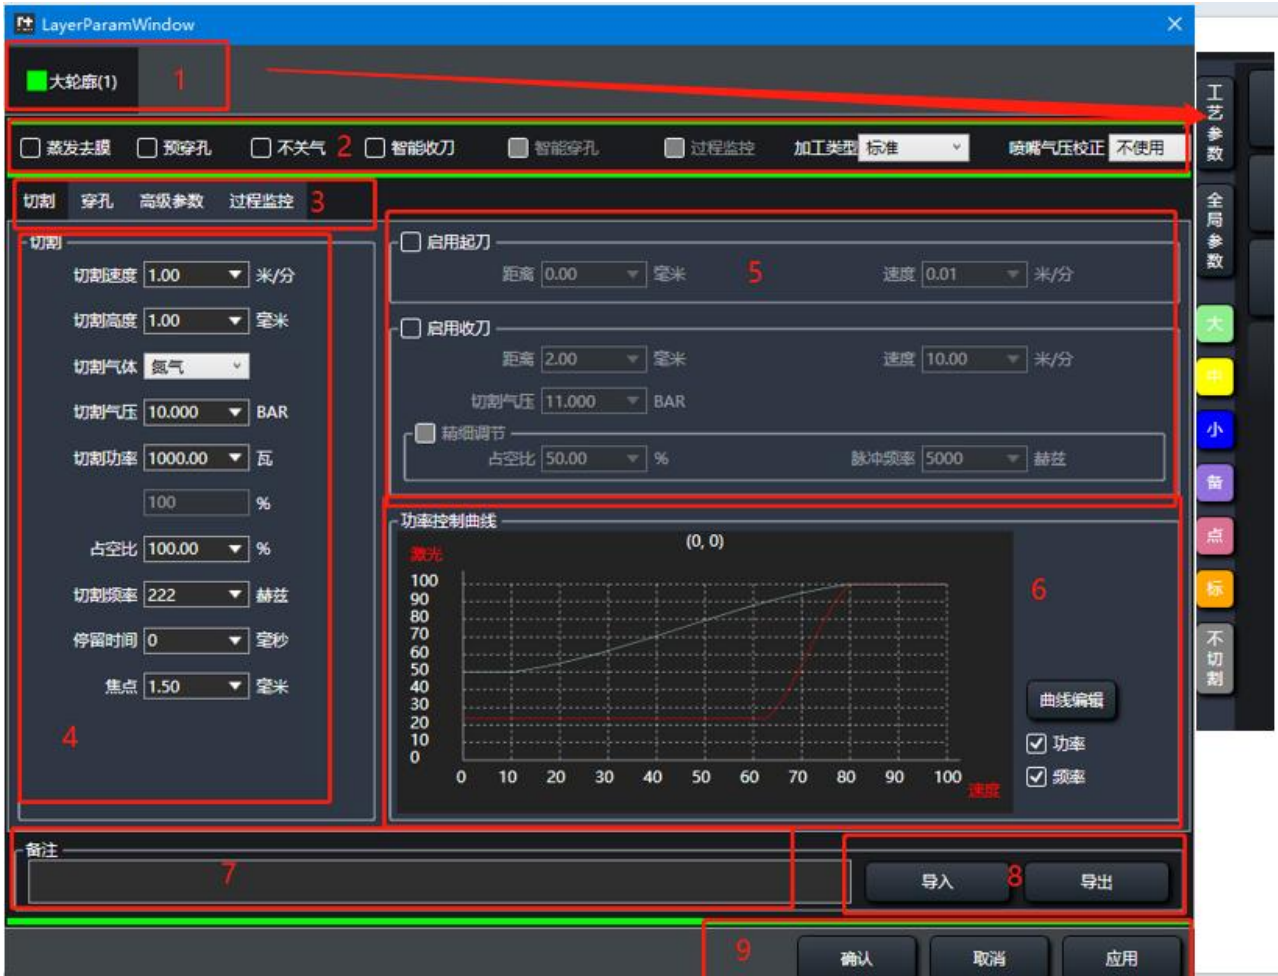 LayerParamWindow
大轮廓(1)
1
蒸发去膜 预穿孔 不关气 2 智能收刀 智能穿孔 过程监控 加工类型 标准 喷嘴气压校正 不使用
切割 穿孔 高级参数 过程监控 3
切割
切割速度 1.00 米/分
切割高度 1.00 毫米
切割气体 氮气
切割气压 10.000 BAR
切割功率 1000.00 瓦
100 %
占空比 100.00 %
切割频率 222 赫兹
停留时间 0 毫秒
焦点 1.50 毫米
4
启用起刀
距离 0.00 毫米 5 速度 0.01 米/分
启用收刀
距离 2.00 毫米 速度 10.00 米/分
切割气压 11.000 BAR
精细调节
占空比 50.00 % 脉冲频率 5000 赫兹
功率控制曲线
(0, 0)
激光
100
90
80
70
60
50
40
30
20
10
0
0 10 20 30 40 50 60 70 80 90 100
速度
6
曲线编辑
功率
频率
备注
7
导入 8 导出
9 确认 取消 应用
工艺参数
全局参数
大
中
小
备
点
标
不切割